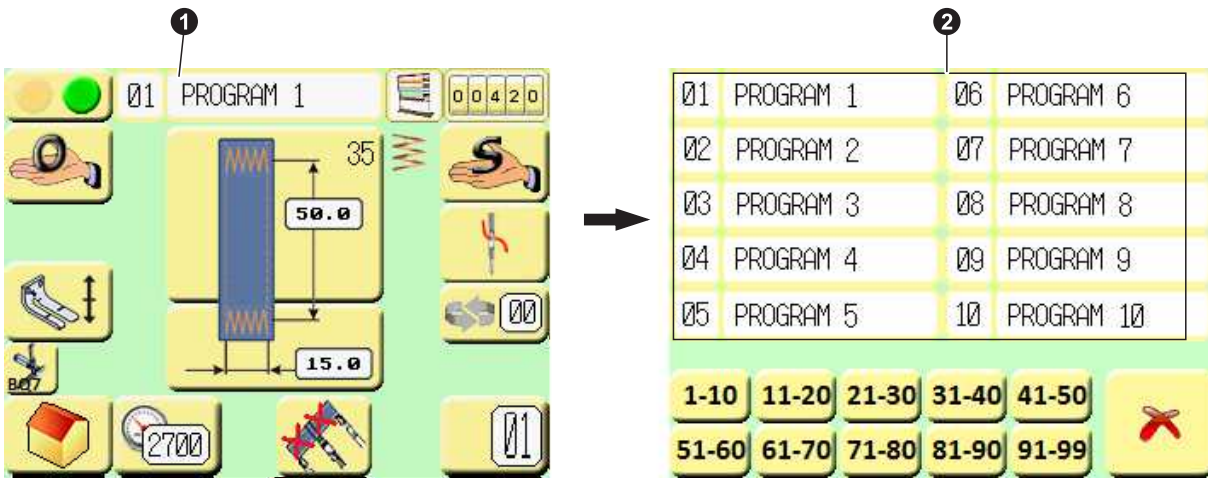 1
2
01 PROGRAM 1
00420
O
35
S
50.0
00
15.0
BQ7
2700
01
01 PROGRAM 1 06 PROGRAM 6
02 PROGRAM 2 07 PROGRAM 7
03 PROGRAM 3 08 PROGRAM 8
04 PROGRAM 4 09 PROGRAM 9
05 PROGRAM 5 10 PROGRAM 10
1-10 11-20 21-30 31-40 41-50
51-60 61-70 71-80 81-90 91-99